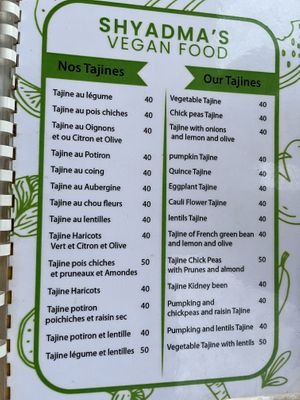 SHYADMA'S
VEGAN FOOD
Nos Tajines
Tajine au légume 40
Tajine au pois chiches 40
Tajine au Oignons 40
et ou Citron et Olive
Tajine au Potiron 40
Tajine au coing 40
Tajine au Aubergine 40
Tajine au chou fleurs 40
Tajine au lentilles 40
Tajine Haricots 40
Vert et Citron et Olive
Tajine pois chiches 50
et pruneaux et Amondes
Tajine Haricots 40
Tajine potiron 40
poichiches et raisin sec
Tajine potiron et lentille 40
Tajine légume et lentilles 50
Our Tajines
Vegetable Tajine 40
Chick peas Tajine 40
Tajine with onions 40
and lemon and olive
pumpkin Tajine 40
Quince Tajine 40
Eggplant Tajine 40
Cauli Flower Tajine 40
lentils Tajine 40
Tajine of French green bean 40
and lemon and olive
Tajine Chick Peas 50
with Prunes and almond
Tajine Kidney been 40
Pumpking and 40
chickpeas and raisin Tajine
Pumpking and lentils Tajine 40
Vegetable Tajine with lentils 50